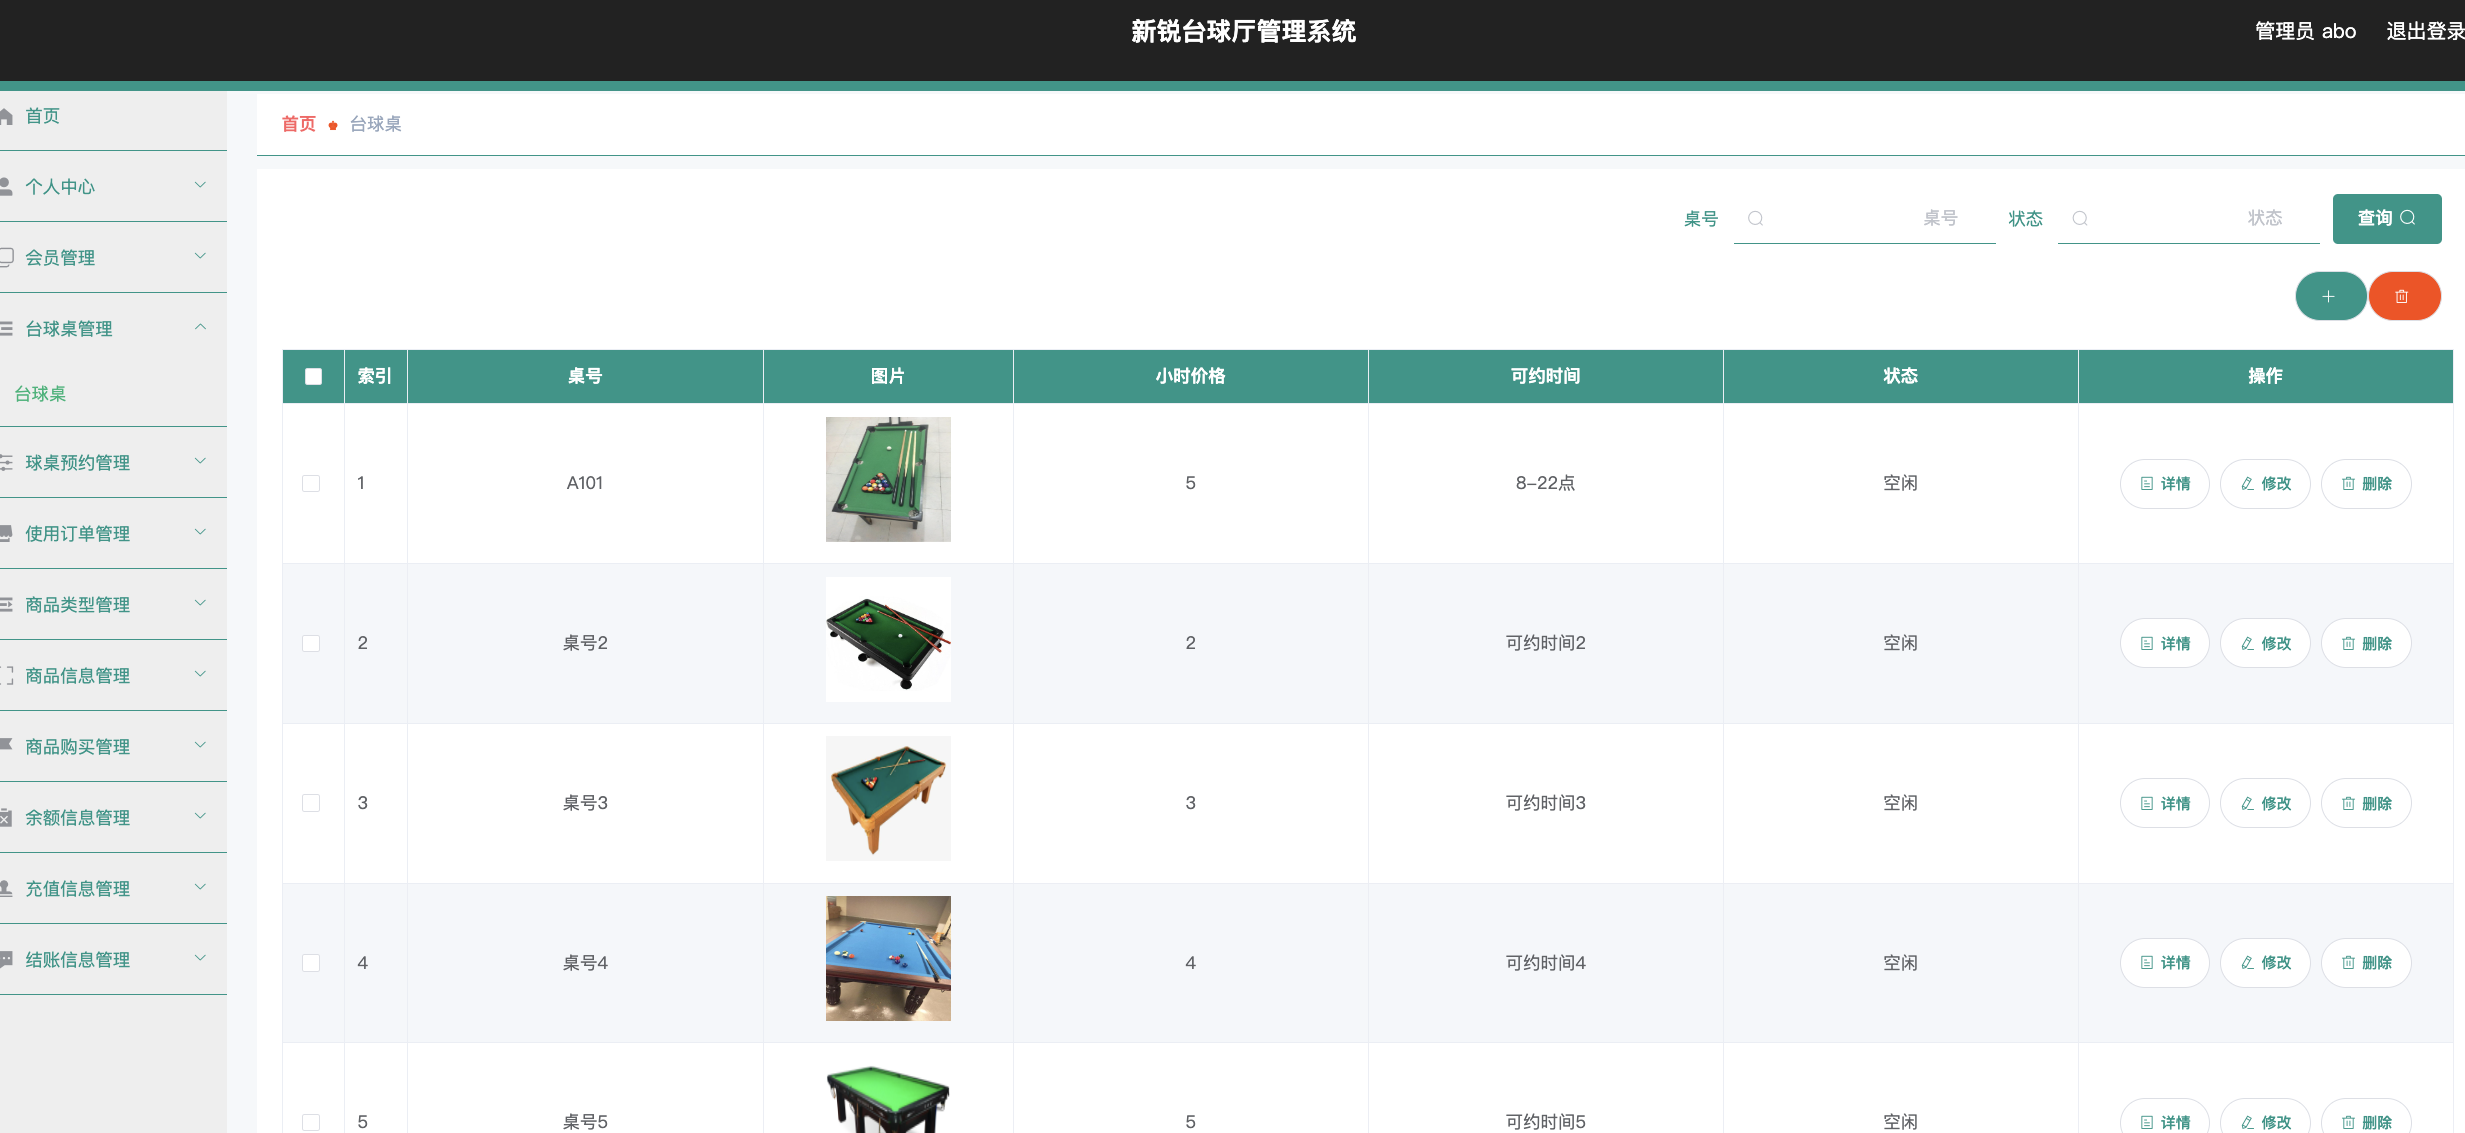 新锐台球厅管理系统
管理员 abo 退出登录
首页
个人中心
会员管理
台球桌管理
台球桌
球桌预约管理
使用订单管理
商品类型管理
商品信息管理
商品购买管理
余额信息管理
充值信息管理
结账信息管理
首页 台球桌
桌号 桌号 状态 状态 查询
索引 桌号 图片 小时价格 可约时间 状态 操作
1 A101 5 8-22点 空闲 详情 修改 删除
2 桌号2 2 可约时间2 空闲 详情 修改 删除
3 桌号3 3 可约时间3 空闲 详情 修改 删除
4 桌号4 4 可约时间4 空闲 详情 修改 删除
5 桌号5 5 可约时间5 空闲 详情 修改 删除